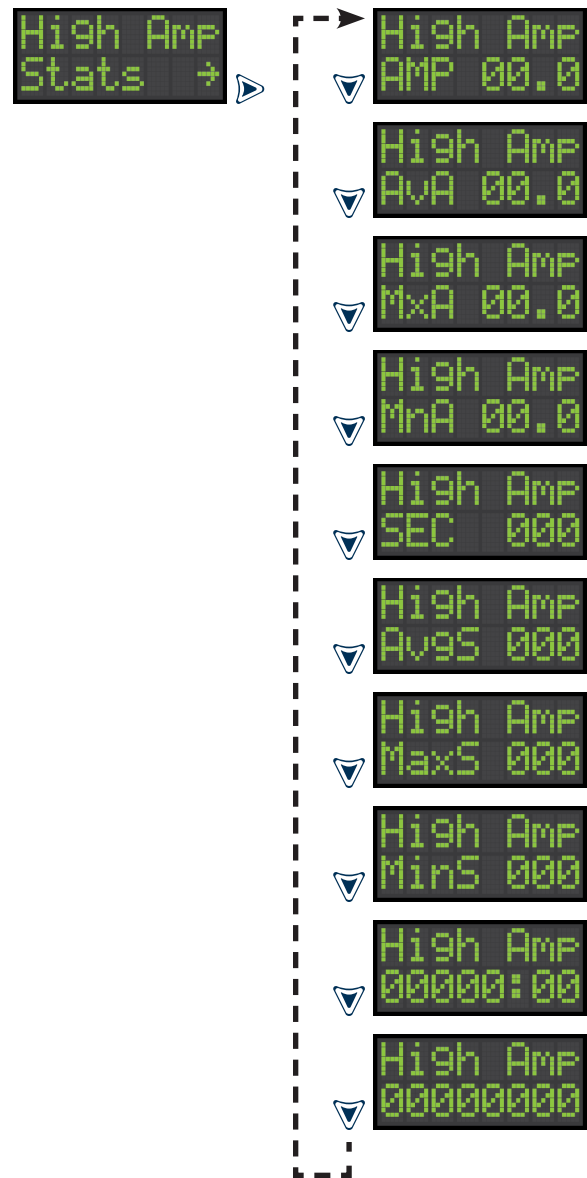 High Amp
Stats →
High Amp
AMP 00.0
High Amp
AvA 00.0
High Amp
MxA 00.0
High Amp
MnA 00.0
High Amp
SEC 000
High Amp
AvgS 000
High Amp
MaxS 000
High Amp
MinS 000
High Amp
00000:00
High Amp
00000000